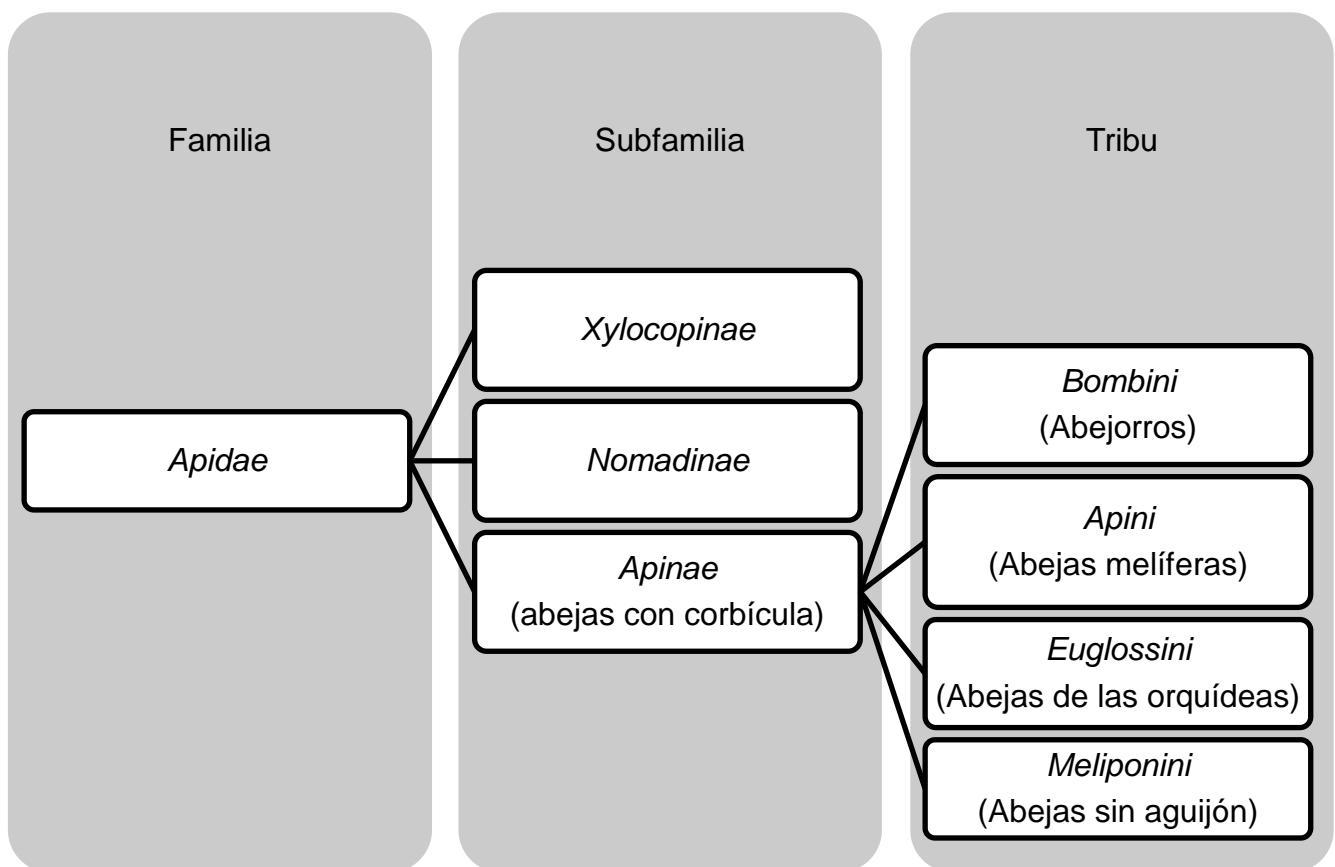 Familia
Subfamilia
Tribu
Apidae
Xylocopinae
Nomadinae
Apinae
(abejas con corbícula)
Bombini
(Abejorros)
Apini
(Abejas melíferas)
Euglossini
(Abejas de las orquídeas)
Meliponini
(Abejas sin aguijón)